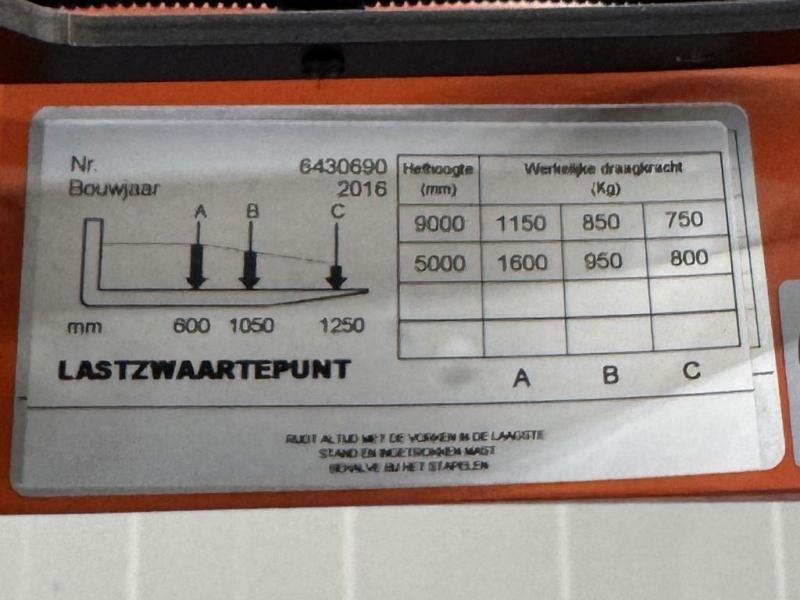 Nr. 6430690
Bouwjaar 2016
A B C
mm 600 1050 1250
LASTZWAARTEPUNT
Hefhoogte (mm) Werkelijke draagkracht (Kg)
9000 1150 850 750
5000 1600 950 800
A B C
RIJDT ALTIJD MET DE VORKEN IN DE LAAGSTE
STAND EN INGETROKKEN MAST
BEHALVE BIJ HET STAPELEN